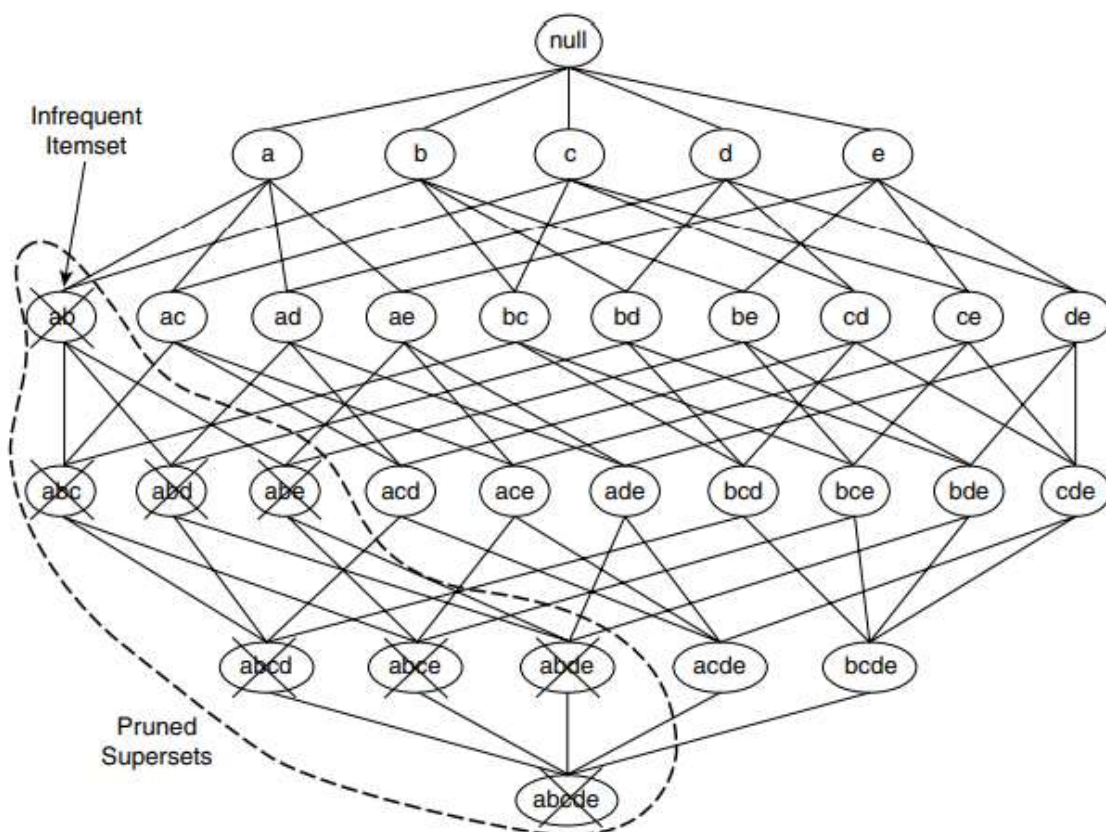 null
Infrequent
Itemset
a b c d e
ab ac ad ae bc bd be cd ce de
abc abd abe acd ace ade bcd bce bde cde
abcd abce abde acde bcde
Pruned
Supersets
abcde